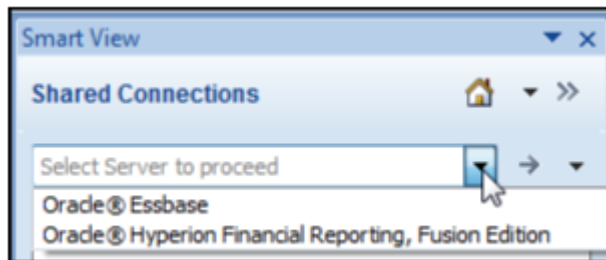 Smart View
Shared Connections
Select Server to proceed
Oracle® Essbase
Oracle® Hyperion Financial Reporting, Fusion Edition